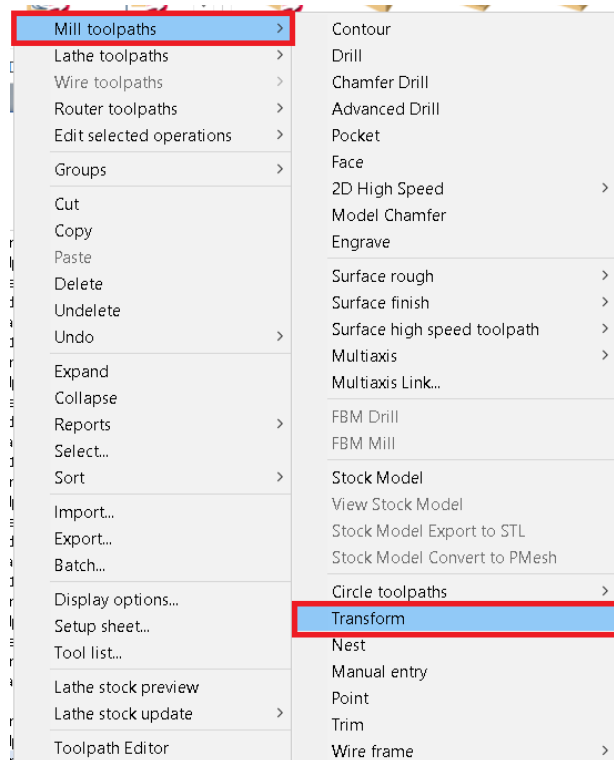 Mill toolpaths
Lathe toolpaths
Wire toolpaths
Router toolpaths
Edit selected operations
Groups
Cut
Copy
Paste
Delete
Undelete
Undo
Expand
Collapse
Reports
Select...
Sort
Import...
Export...
Batch...
Display options...
Setup sheet...
Tool list...
Lathe stock preview
Lathe stock update
Toolpath Editor
Contour
Drill
Chamfer Drill
Advanced Drill
Pocket
Face
2D High Speed
Model Chamfer
Engrave
Surface rough
Surface finish
Surface high speed toolpath
Multiaxis
Multiaxis Link...
FBM Drill
FBM Mill
Stock Model
View Stock Model
Stock Model Export to STL
Stock Model Convert to PMesh
Circle toolpaths
Transform
Nest
Manual entry
Point
Trim
Wire frame